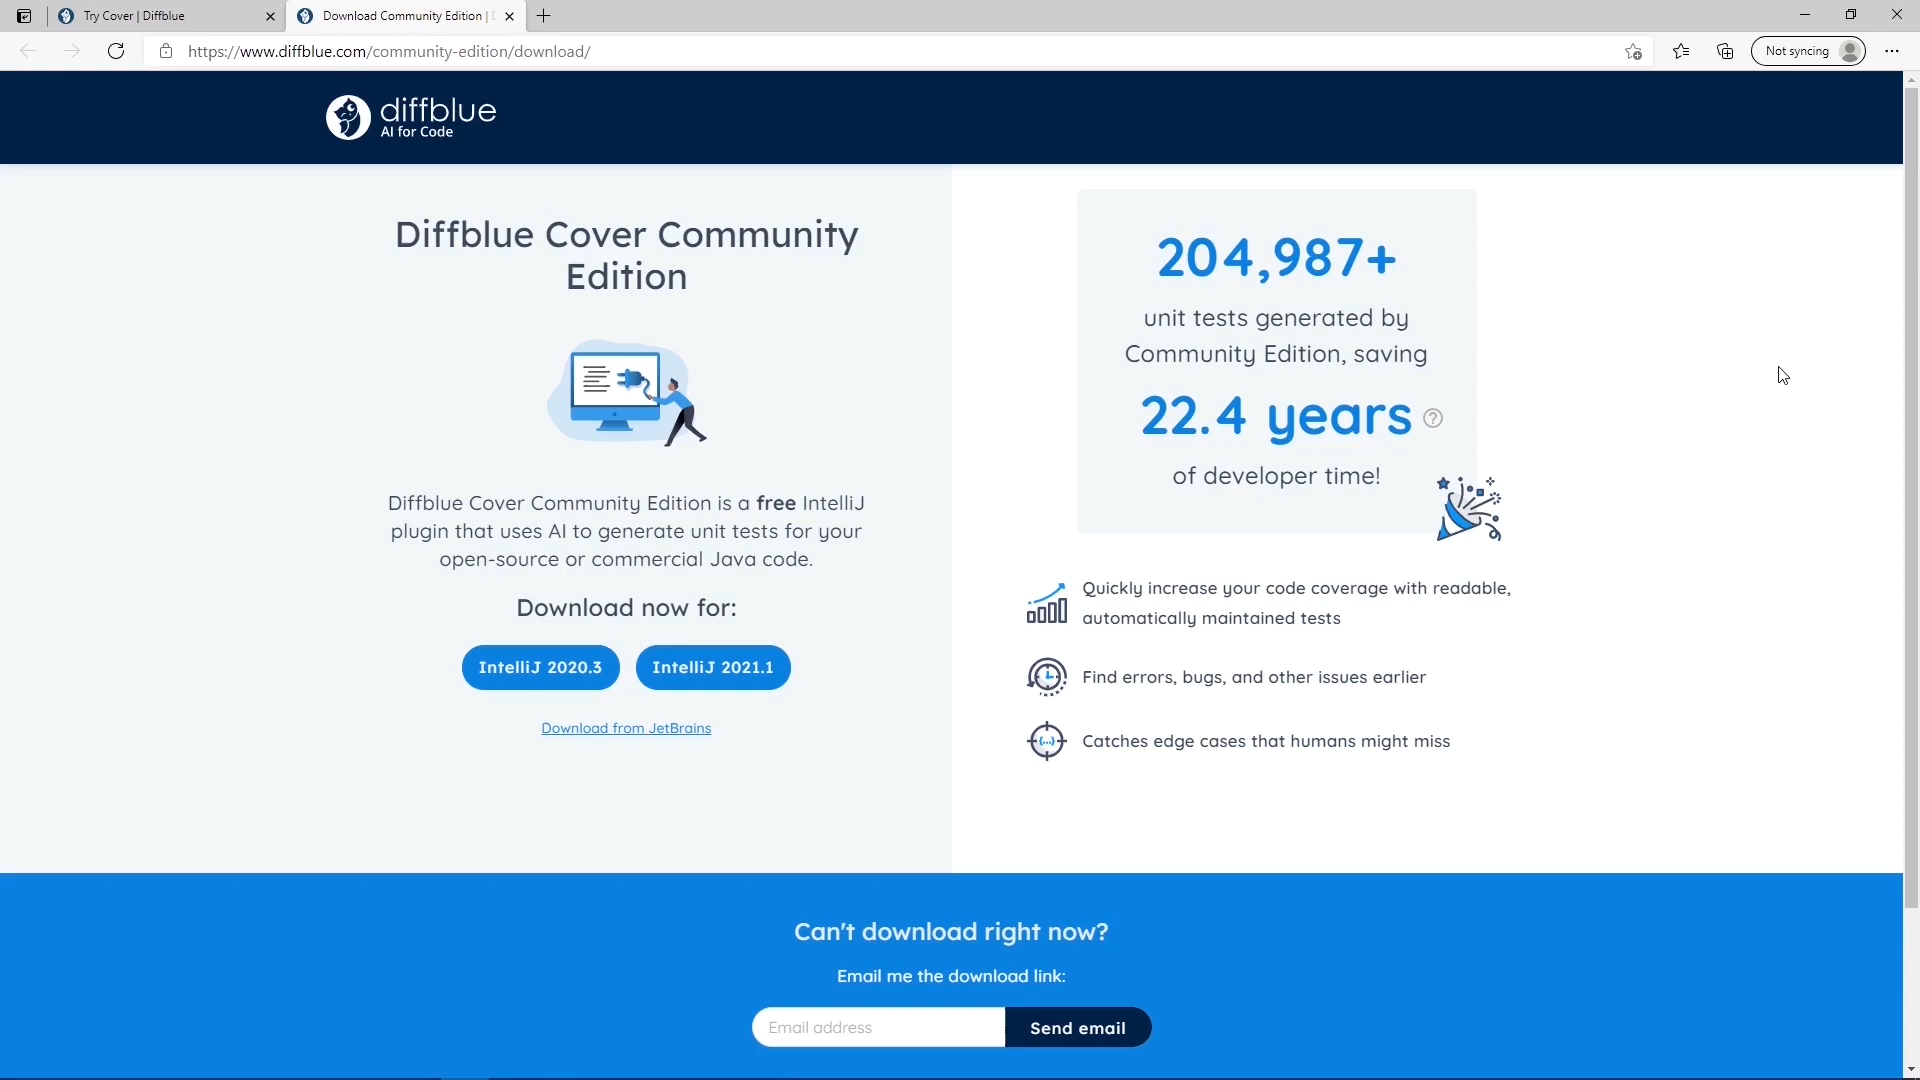 Try Cover | Diffblue
Download Community Edition |
https://www.diffblue.com/community-edition/download/
Not syncing
diffblue
AI for Code
Diffblue Cover Community
Edition
Diffblue Cover Community Edition is a free IntelliJ
plugin that uses AI to generate unit tests for your
open-source or commercial Java code.
Download now for:
IntelliJ 2020.3
IntelliJ 2021.1
Download from JetBrains
204,987+
unit tests generated by
Community Edition, saving
22.4 years
?
of developer time!
Quickly increase your code coverage with readable,
automatically maintained tests
Find errors, bugs, and other issues earlier
Catches edge cases that humans might miss
Can't download right now?
Email me the download link:
Email address
Send email